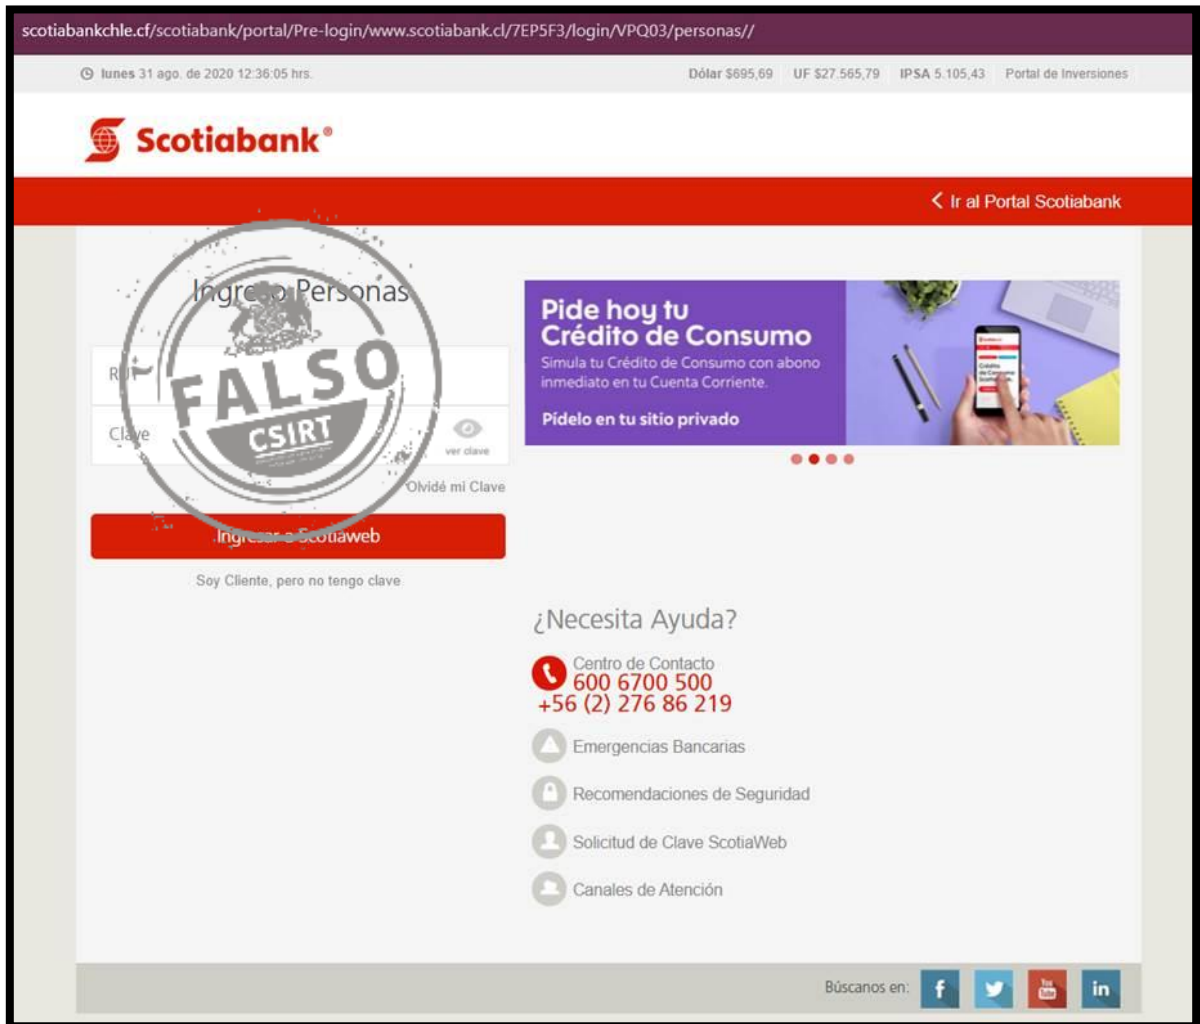 scotiabankchle.cf/scotiabank/portal/Pre-login/www.scotiabank.cl/7EP5F3/login/VPQ03/personas//
lunes 31 ago. de 2020 12:36:05 hrs.
Dólar $695,69 UF $27.565,79 IPSA 5.105,43 Portal de Inversiones
Scotiabank®
Ir al Portal Scotiabank
Ingreso Personas
RUT
FALSO
CSIRT
Clave
ver clave
Olvidé mi Clave
Ingresar a Scotiaweb
Soy Cliente, pero no tengo clave
Pide hoy tu
Crédito de Consumo
Simula tu Crédito de Consumo con abono
inmediato en tu Cuenta Corriente.
Pídelo en tu sitio privado
¿Necesita Ayuda?
Centro de Contacto
600 6700 500
+56 (2) 276 86 219
Emergencias Bancarias
Recomendaciones de Seguridad
Solicitud de Clave ScotiaWeb
Canales de Atención
Búscanos en: